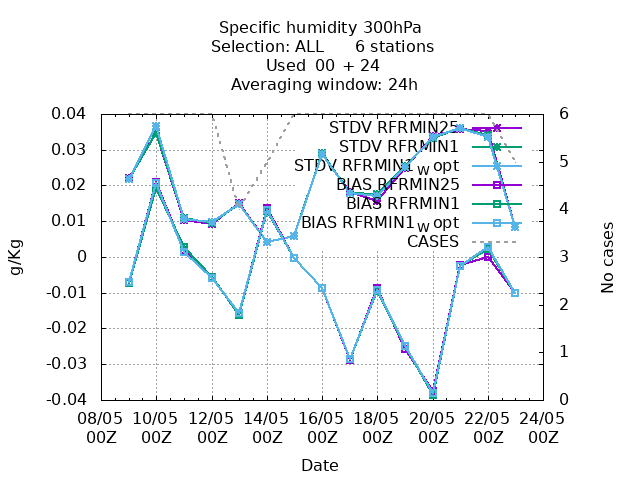 Specific humidity 300hPa
Selection: ALL 6 stations
Used 00 + 24
Averaging window: 24h
0.04
0.03
0.02
0.01
0
-0.01
-0.02
-0.03
-0.04
g/Kg
STDV RFRMIN25
STDV RFRMIN1
STDV RFRMIN1_w opt
BIAS RFRMIN25
BIAS RFRMIN1
BIAS RFRMIN1_w opt
CASES
6
5
4
3
2
1
0
No cases
08/05 10/05 12/05 14/05 16/05 18/05 20/05 22/05 24/05
00Z 00Z 00Z 00Z 00Z 00Z 00Z 00Z 00Z
Date